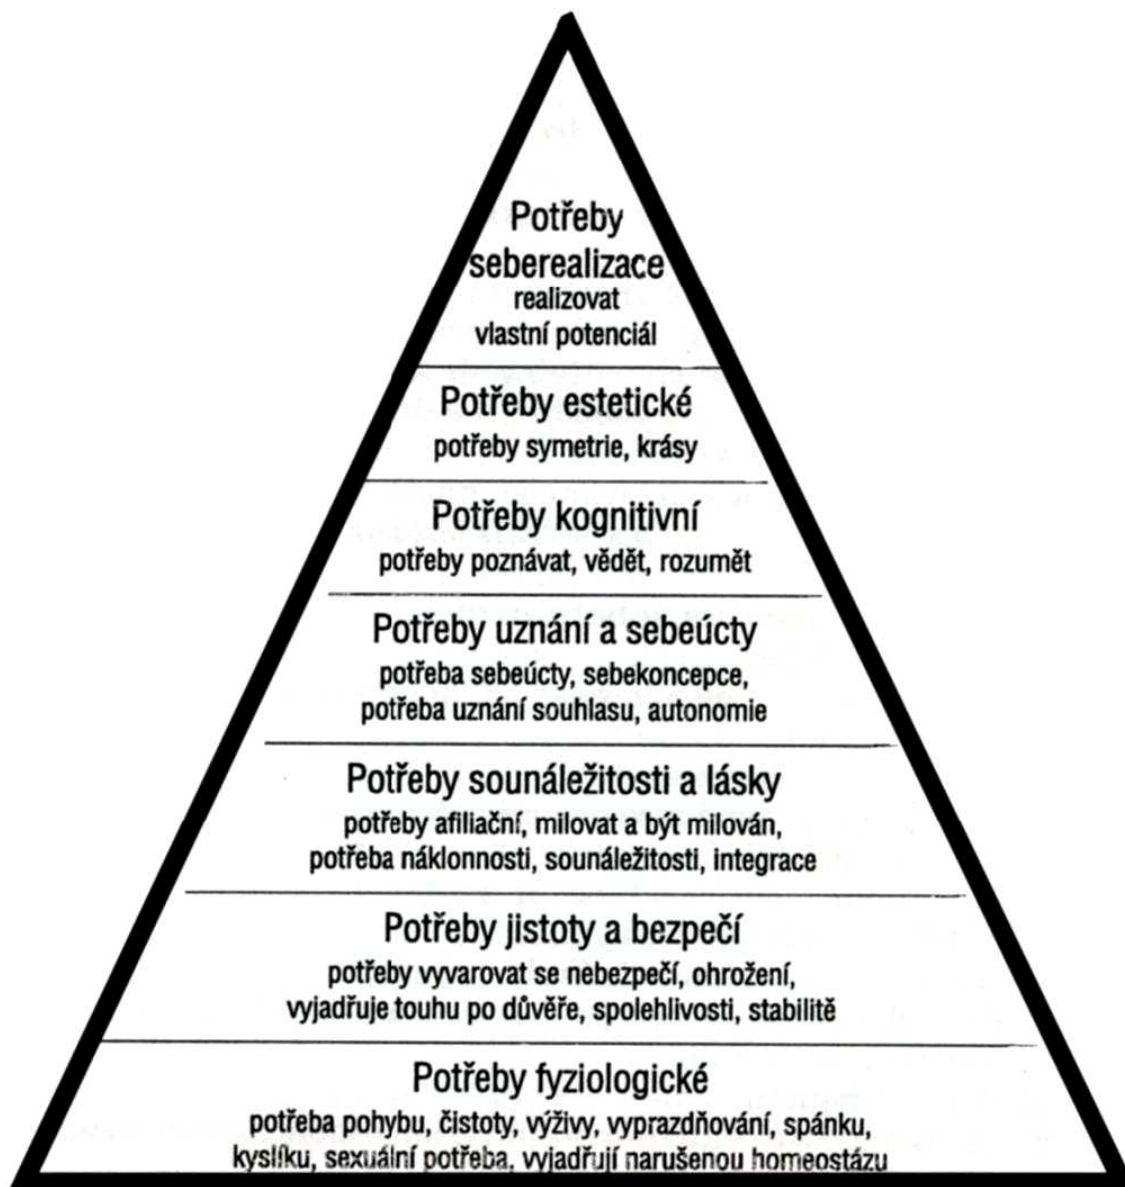 Potřeby
seberealizace
realizovat
vlastní potenciál
Potřeby estetické
potřeby symetrie, krásy
Potřeby kognitivní
potřeby poznávat, vědět, rozumět
Potřeby uznání a sebeúcty
potřeba sebeúcty, sebekoncepce,
potřeba uznání souhlasu, autonomie
Potřeby sounáležitosti a lásky
potřeby afiliační, milovat a být milován,
potřeba náklonnosti, sounáležitosti, integrace
Potřeby jistoty a bezpečí
potřeby vyvarovat se nebezpečí, ohrožení,
vyjadřuje touhu po důvěře, spolehlivosti, stabilitě
Potřeby fyziologické
potřeba pohybu, čistoty, výživy, vyprazdňování, spánku,
kyslíku, sexuální potřeba, vyjadřují narušenou homeostázu